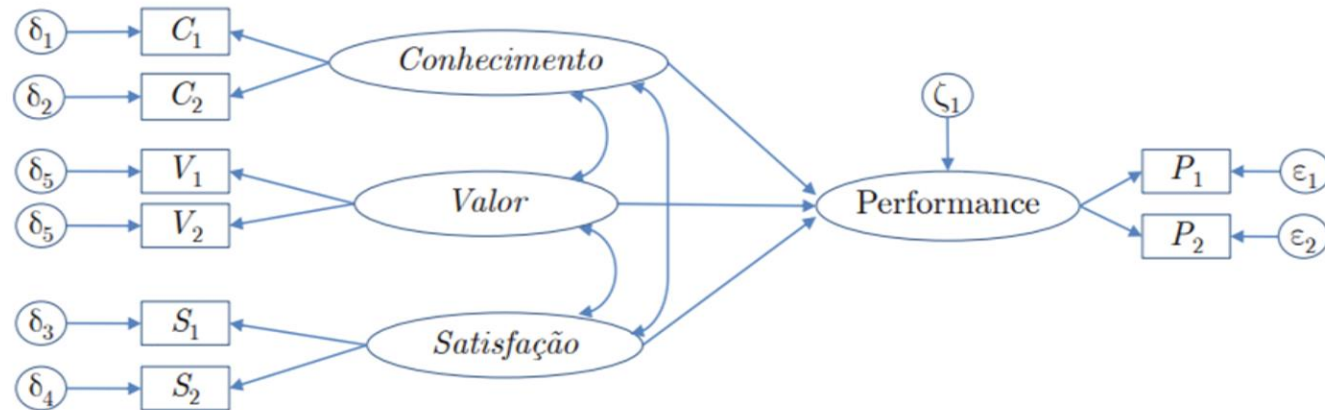 δ1 C1
δ2 C2
Conhecimento
ζ1
δ5 V1
δ5 V2
Valor
Performance
P1 ε1
P2 ε2
δ3 S1
δ4 S2
Satisfação